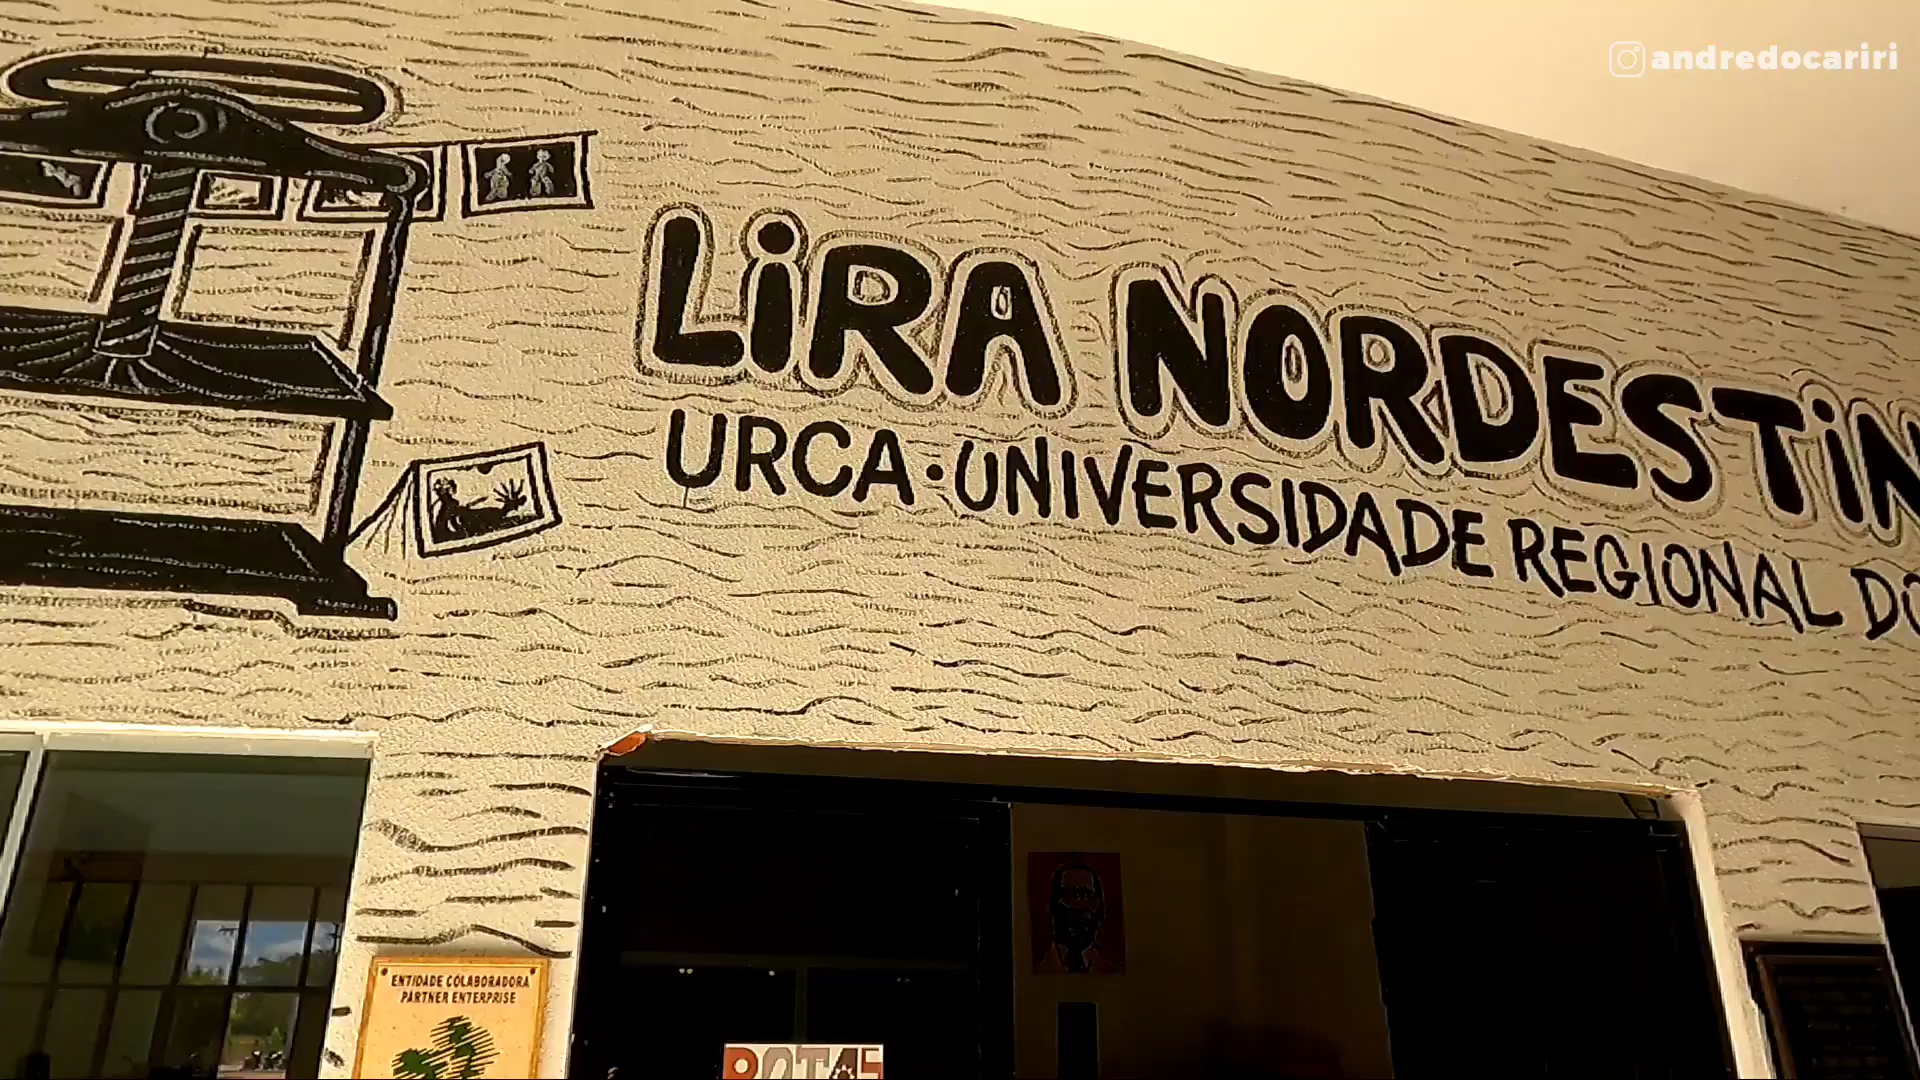 andredocariri
LIRA NORDESTIN
URCA · UNIVERSIDADE REGIONAL DO
ENTIDADE COLABORADORA
PARTNER ENTERPRISE